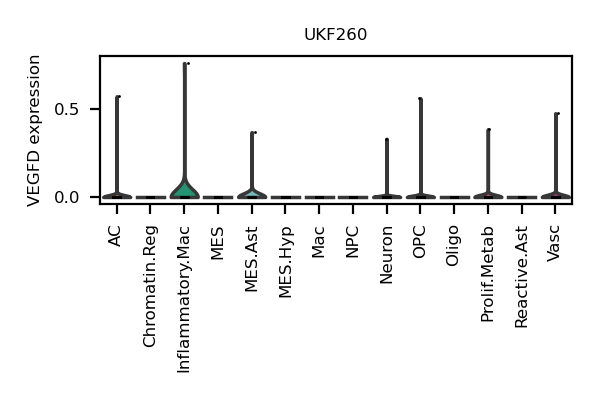 UKF260
VEGFD expression
0.5
0.0
AC
Chromatin.Reg
Inflammatory.Mac
MES
MES.Ast
MES.Hyp
Mac
NPC
Neuron
OPC
Oligo
Prolif.Metab
Reactive.Ast
Vasc